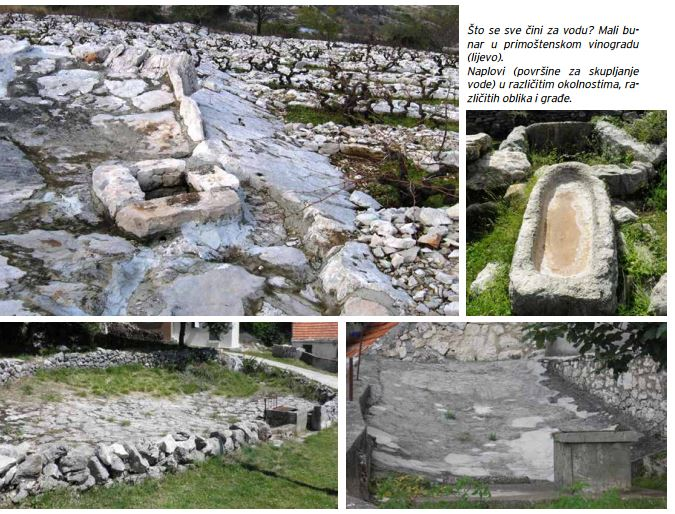 Što se sve čini za vodu? Mali bu-
nar u primoštenskom vinogradu
(lijevo).
Naplovi (površine za skupljanje
vode) u različitim okolnostima, ra-
zličitih oblika i građe.